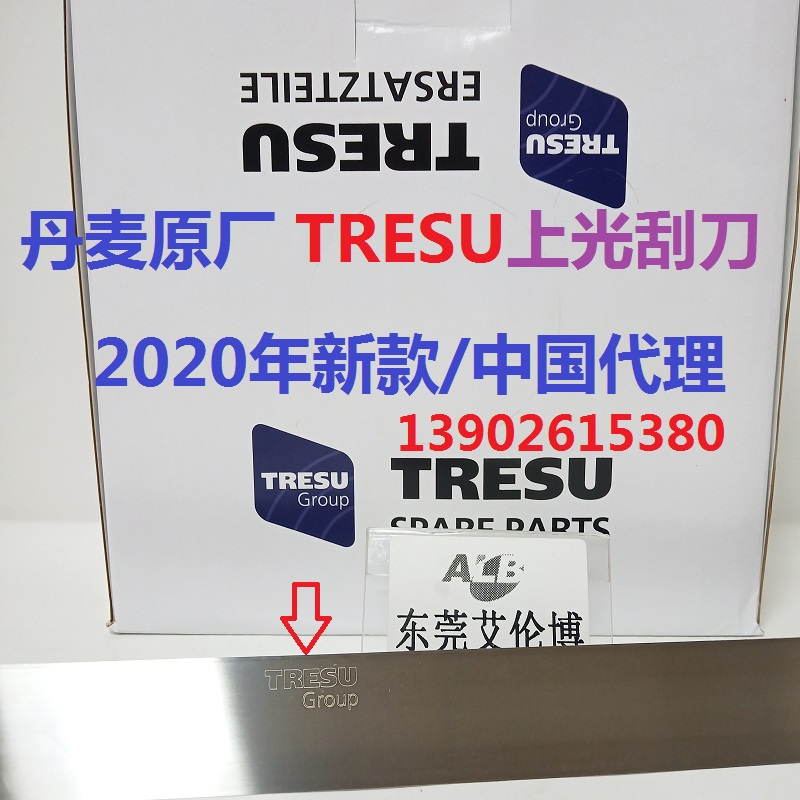 ERSATZTEILE
TRESU
TRESU
Group
丹麦原厂 TRESU上光刮刀
2020年新款/中国代理
13902615380
TRESU
Group
TRESU
SPARE PARTS
ALB
东莞艾伦博
TRESU
Group